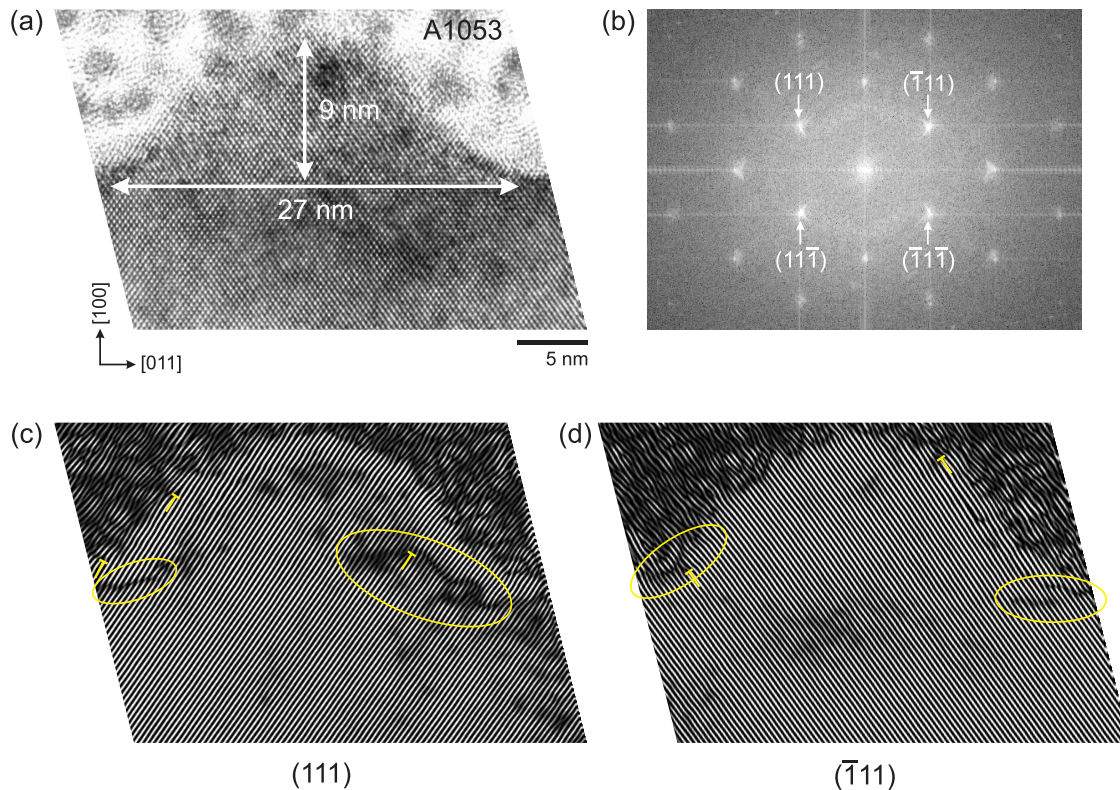 (a)
A1053
9 nm
27 nm
[100]
[011]
5 nm
(b)
(111)
(1̅11)
(111̅)
(1̅11̅)
(c)
(111)
(d)
(1̅11)